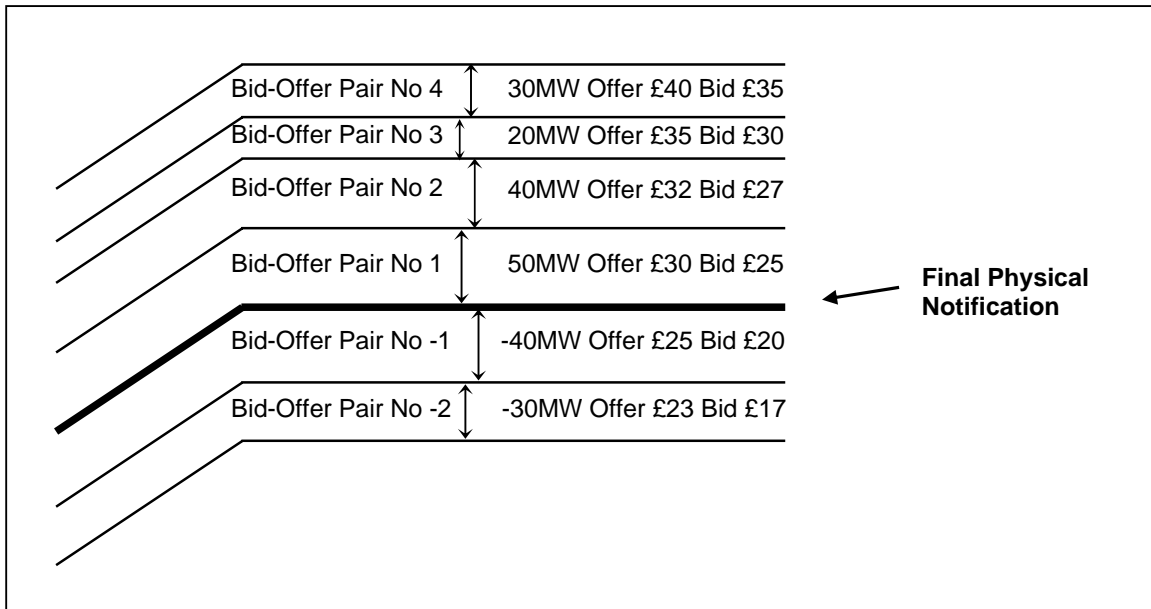 Bid-Offer Pair No 4 30MW Offer £40 Bid £35
Bid-Offer Pair No 3 20MW Offer £35 Bid £30
Bid-Offer Pair No 2 40MW Offer £32 Bid £27
Bid-Offer Pair No 1 50MW Offer £30 Bid £25
Final Physical
Notification
Bid-Offer Pair No -1 -40MW Offer £25 Bid £20
Bid-Offer Pair No -2 -30MW Offer £23 Bid £17